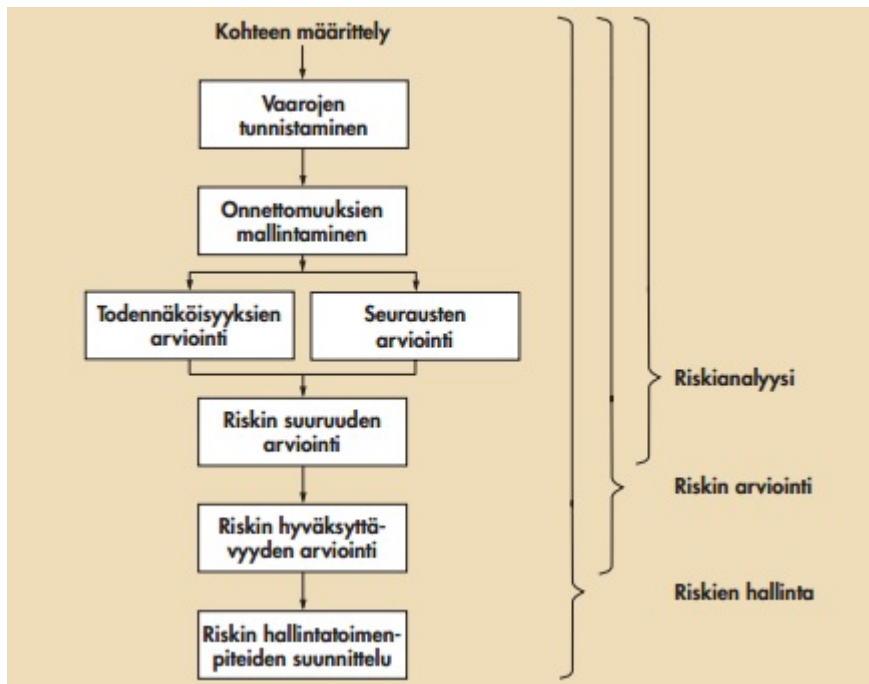 Kohteen määrittely
Vaarojen
tunnistaminen
Onnettomuuksien
mallintaminen
Todennäköisyyksien
arviointi
Seurausten
arviointi
Riskin suuruuden
arviointi
Riskin hyväksyttä-
vyyden arviointi
Riskin hallintatoimen-
piteiden suunnittelu
Riskianalyysi
Riskin arviointi
Riskien hallinta